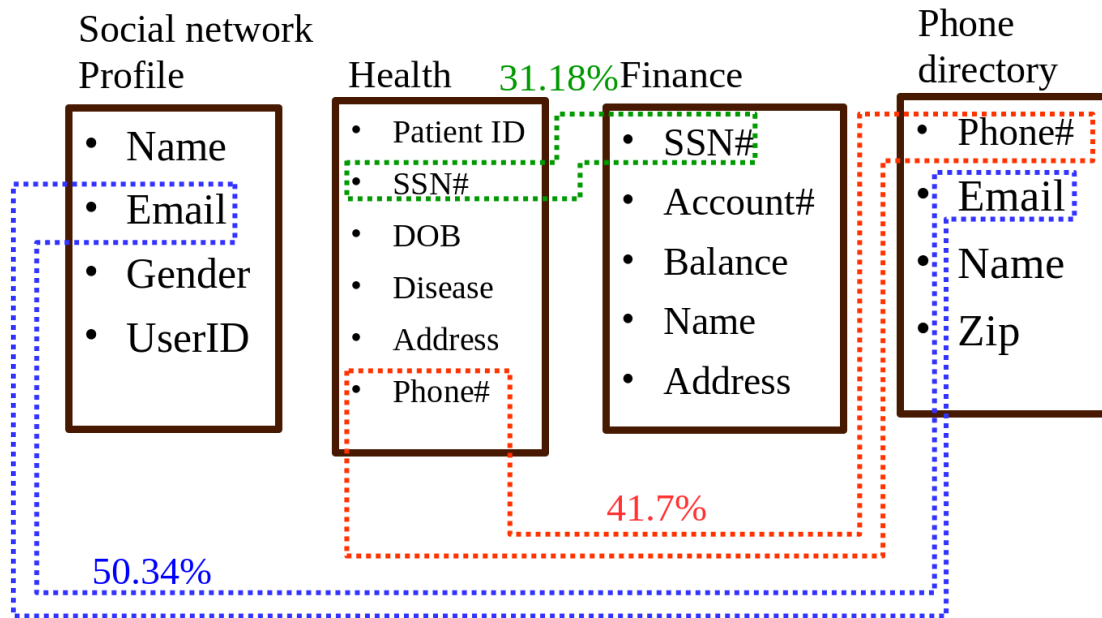 Social network
Profile
• Name
• Email
• Gender
• UserID
Health
• Patient ID
• SSN#
• DOB
• Disease
• Address
• Phone#
31.18%
Finance
• SSN#
• Account#
• Balance
• Name
• Address
Phone
directory
• Phone#
• Email
• Name
• Zip
41.7%
50.34%